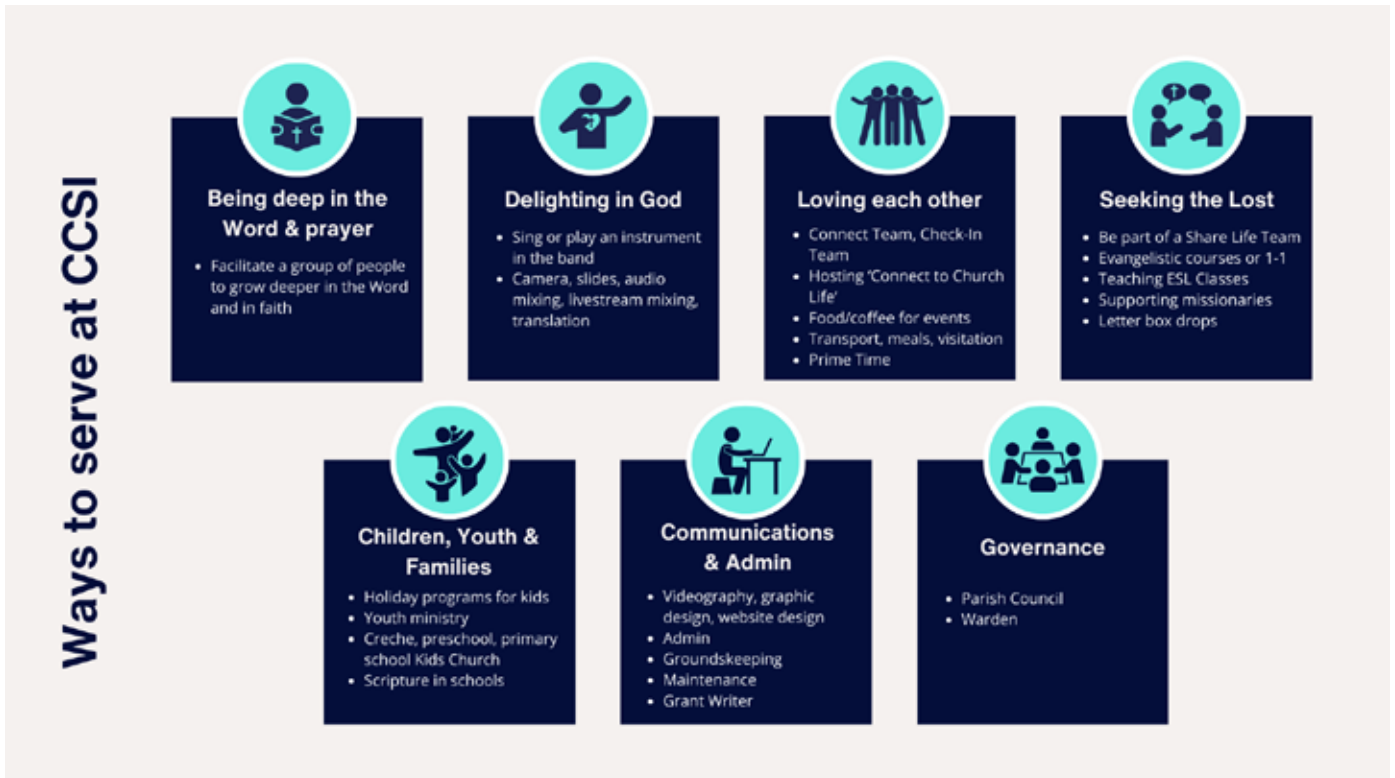 Ways to serve at CCSI
Being deep in the
Word & prayer
• Facilitate a group of people
to grow deeper in the Word
and in faith
Delighting in God
• Sing or play an instrument
in the band
• Camera, slides, audio
mixing, livestream mixing,
translation
Loving each other
• Connect Team, Check-In
Team
• Hosting ‘Connect to Church
Life’
• Food/coffee for events
• Transport, meals, visitation
• Prime Time
Seeking the Lost
• Be part of a Share Life Team
• Evangelistic courses or 1-1
• Teaching ESL Classes
• Supporting missionaries
• Letter box drops
Children, Youth &
Families
• Holiday programs for kids
• Youth ministry
• Creche, preschool, primary
school Kids Church
• Scripture in schools
Communications
& Admin
• Videography, graphic
design, website design
• Admin
• Groundskeeping
• Maintenance
• Grant Writer
Governance
• Parish Council
• Warden